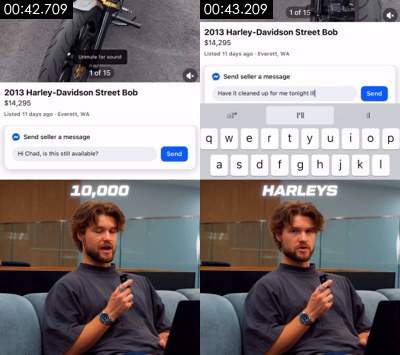 00:42.709
Unmute for sound
1 of 15
2013 Harley-Davidson Street Bob
$14,295
Listed 11 days ago · Everett, WA
Send seller a message
Hi Chad, is this still available?
Send
10,000
00:43.209
1 of 15
2013 Harley-Davidson Street Bob
$14,295
Listed 11 days ago · Everett, WA
Send seller a message
Have it cleaned up for me tonight ill
Send
I'll
q w e r t y u i o p
a s d f g h j k l
HARLEYS